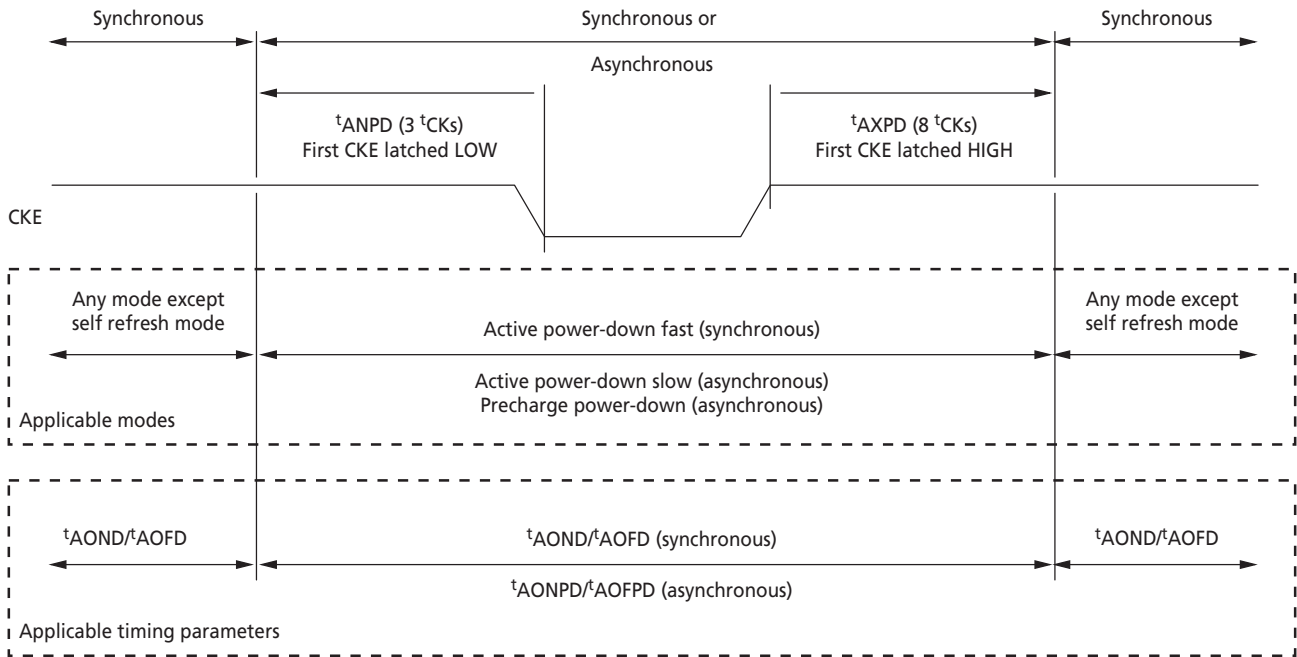 Synchronous
Synchronous or
Synchronous
Asynchronous
tANPD (3 tCKs)
First CKE latched LOW
tAXPD (8 tCKs)
First CKE latched HIGH
CKE
Any mode except
self refresh mode
Active power-down fast (synchronous)
Any mode except
self refresh mode
Active power-down slow (asynchronous)
Precharge power-down (asynchronous)
Applicable modes
tAOND/tAOFD
tAOND/tAOFD (synchronous)
tAOND/tAOFD
tAONPD/tAOFPD (asynchronous)
Applicable timing parameters